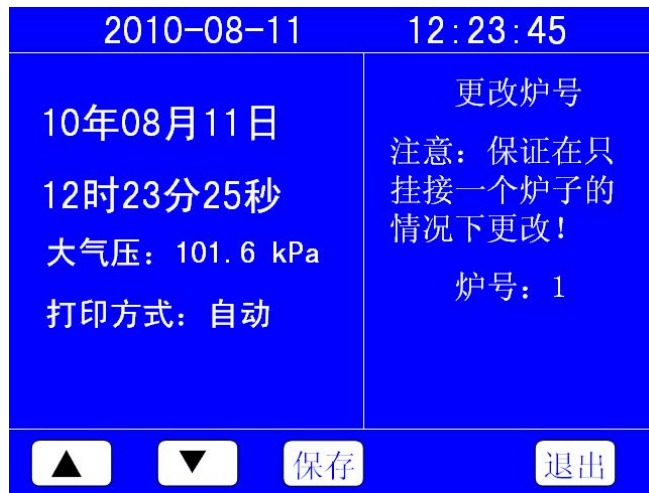 2010-08-11 12:23:45
10年08月11日
12时23分25秒
大气压：101.6 kPa
打印方式：自动
更改炉号
注意：保证在只
挂接一个炉子的
情况下更改！
炉号：1
▲ ▼ 保存 退出